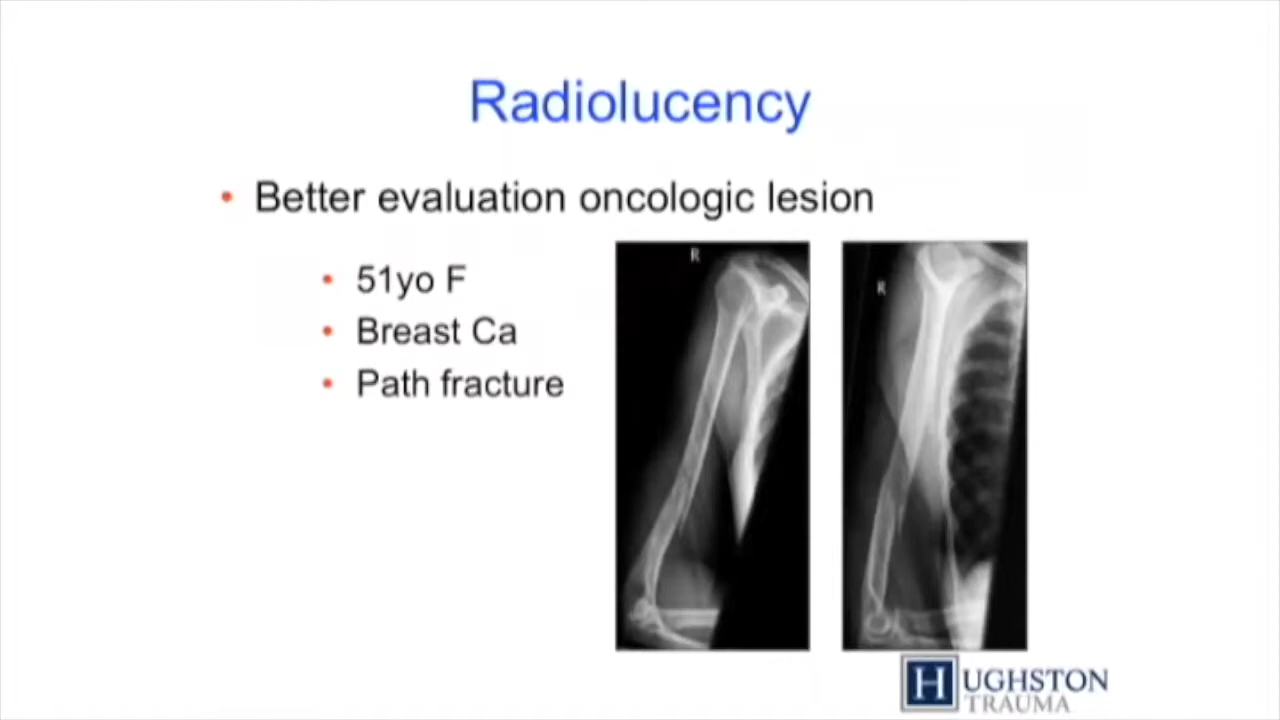 Radiolucency
• Better evaluation oncologic lesion
• 51yo F
• Breast Ca
• Path fracture
R
R
HUGHSTON
TRAUMA